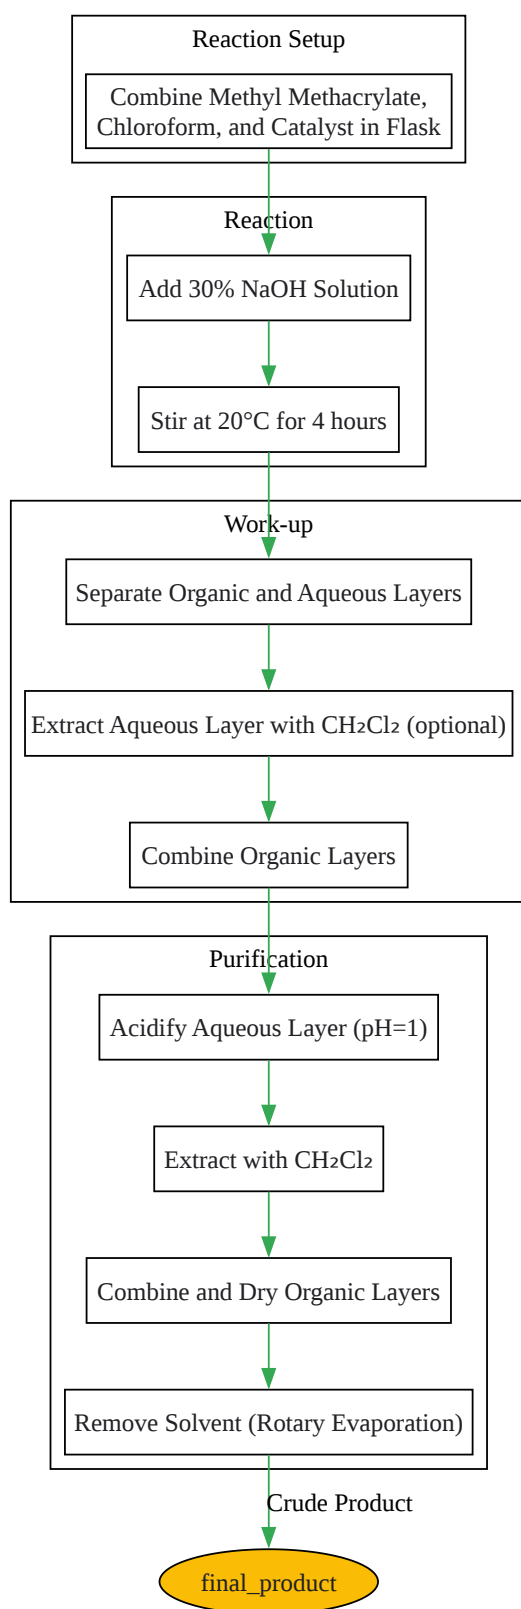 Reaction Setup
Combine Methyl Methacrylate,
Chloroform, and Catalyst in Flask
Reaction
Add 30% NaOH Solution
Stir at 20°C for 4 hours
Work-up
Separate Organic and Aqueous Layers
Extract Aqueous Layer with CH₂Cl₂ (optional)
Combine Organic Layers
Purification
Acidify Aqueous Layer (pH=1)
Extract with CH₂Cl₂
Combine and Dry Organic Layers
Remove Solvent (Rotary Evaporation)
Crude Product
final_product